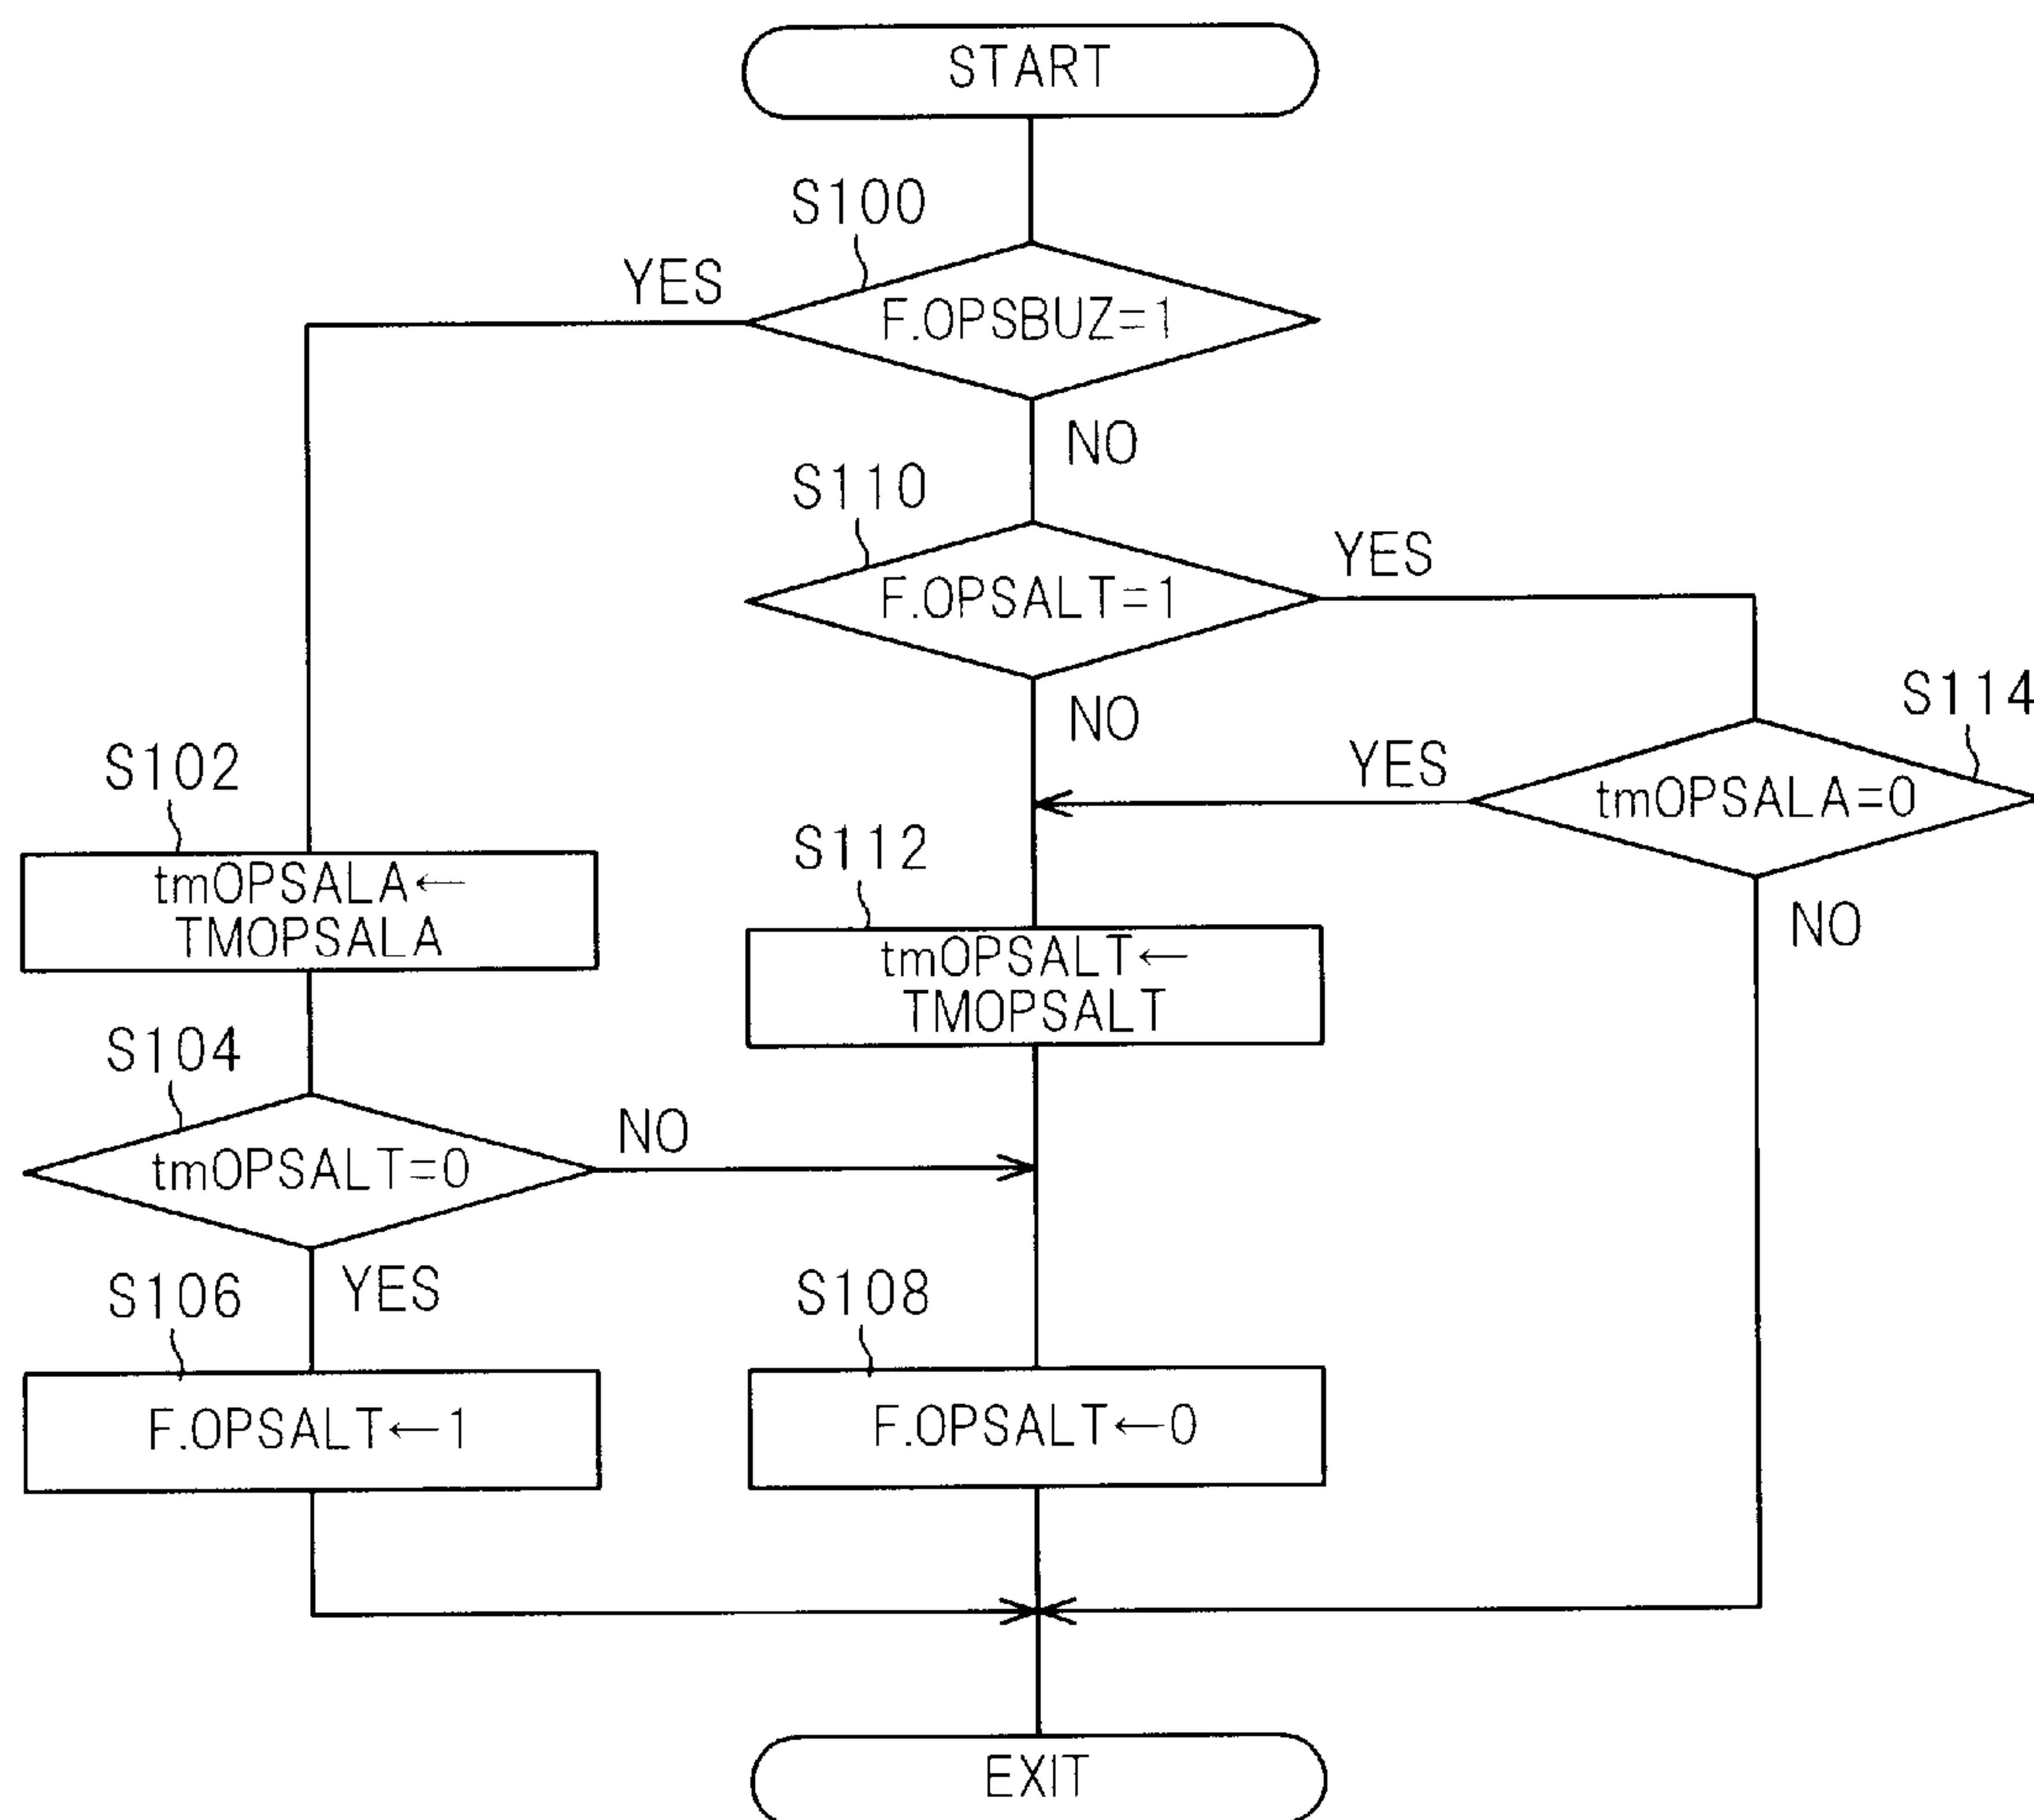 START
S100
YES
F.OPSBUZ=1
NO
S110
YES
F.OPSALT=1
NO
S114
YES
tmOPSALA=0
NO
S102
tmOPSALA←
TMOPSALA
S112
tmOPSALT←
TMOPSALT
S104
NO
tmOPSALT=0
YES
S106
F.OPSALT←1
S108
F.OPSALT←0
EXIT